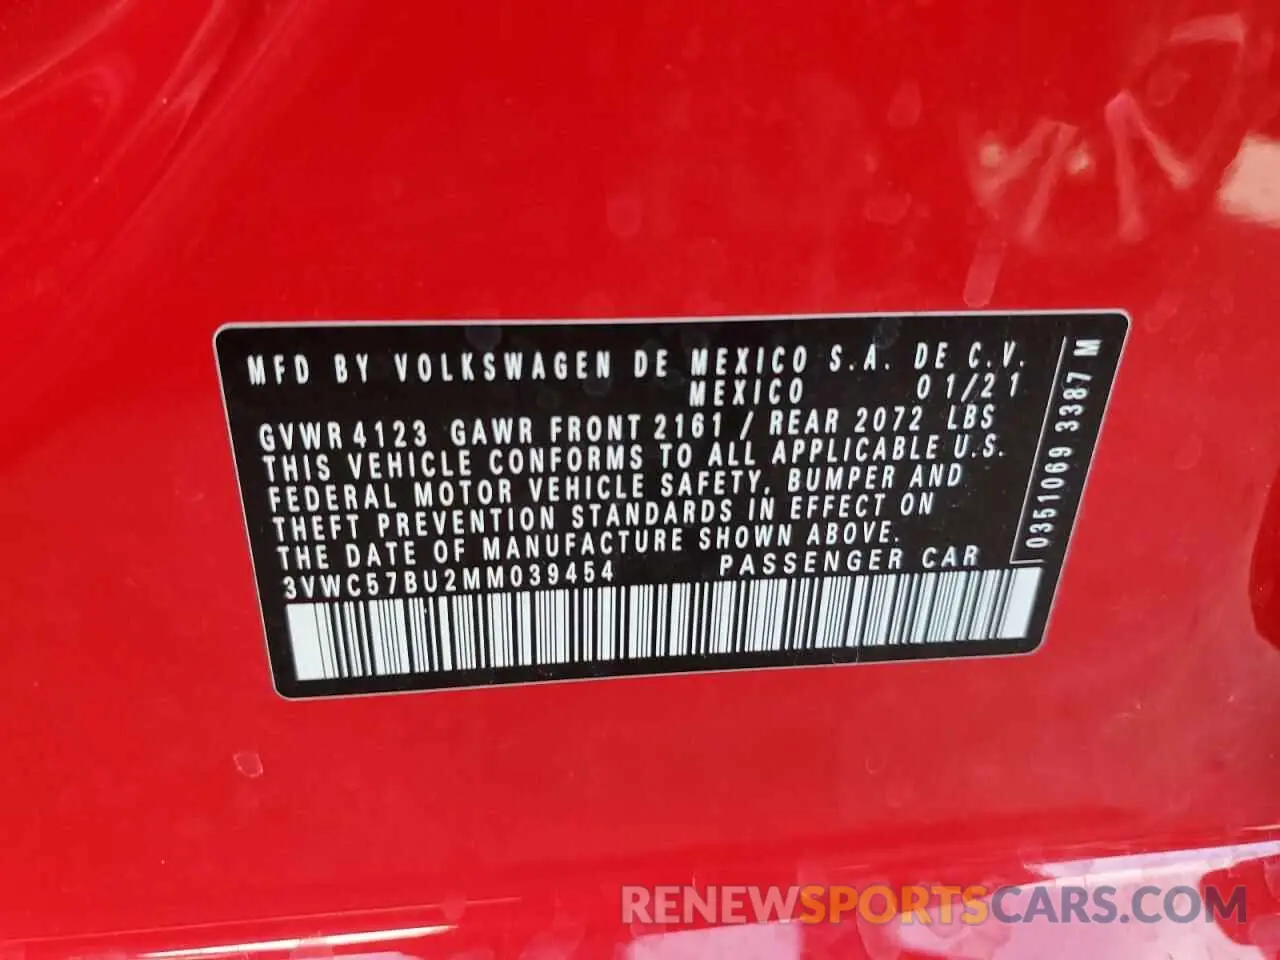 MFD BY VOLKSWAGEN DE MEXICO S.A. DE C.V.
MEXICO 01/21
GVWR 4123 GAWR FRONT 2161 / REAR 2072 LBS
THIS VEHICLE CONFORMS TO ALL APPLICABLE U.S.
FEDERAL MOTOR VEHICLE SAFETY, BUMPER AND
THEFT PREVENTION STANDARDS IN EFFECT ON
THE DATE OF MANUFACTURE SHOWN ABOVE.
3VWC57BU2MM039454 PASSENGER CAR
0351069 3387 M
RENEWSPORTSCARS.COM